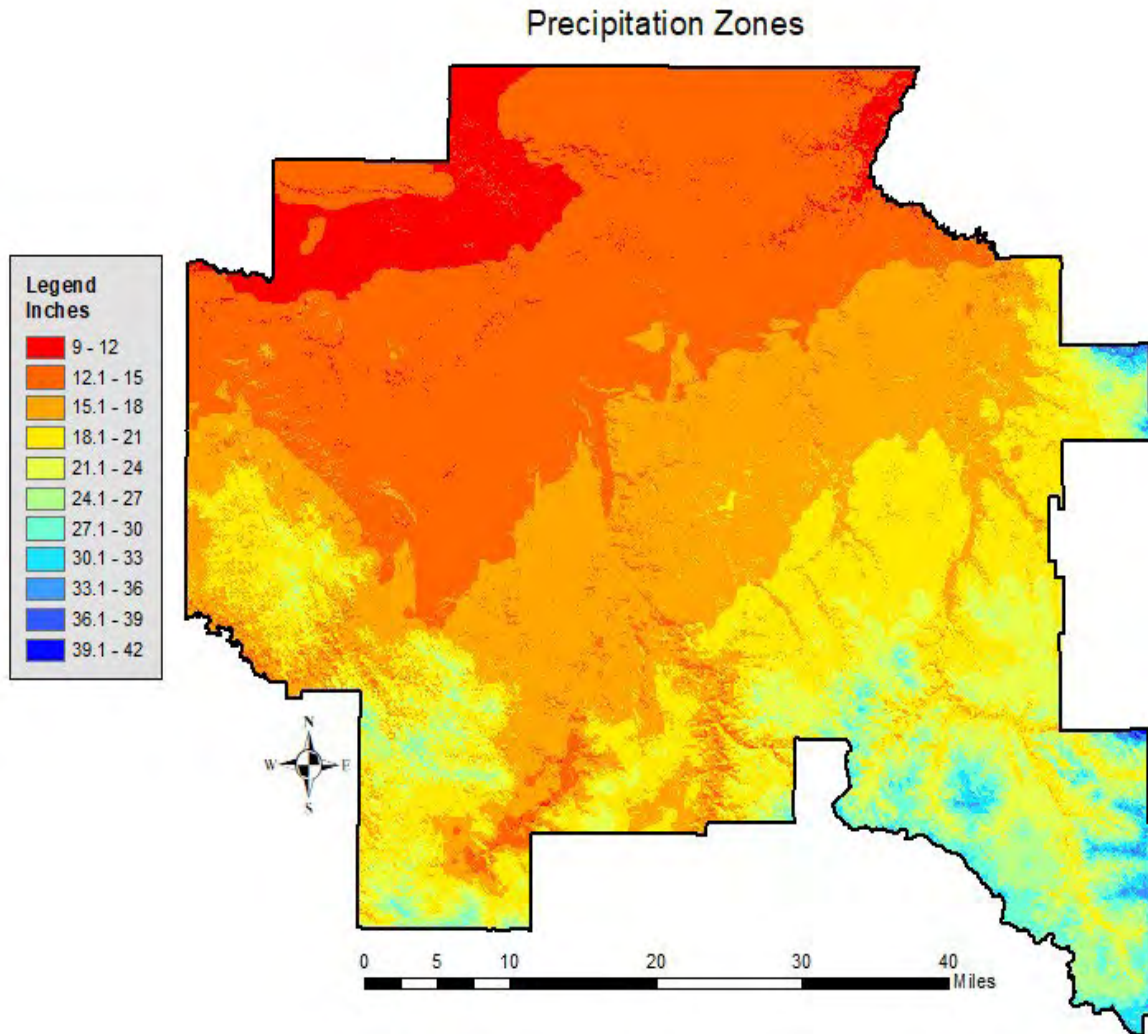 Precipitation Zones
Legend
Inches
9 - 12
12.1 - 15
15.1 - 18
18.1 - 21
21.1 - 24
24.1 - 27
27.1 - 30
30.1 - 33
33.1 - 36
36.1 - 39
39.1 - 42
N
W E
S
0 5 10 20 30 40
Miles